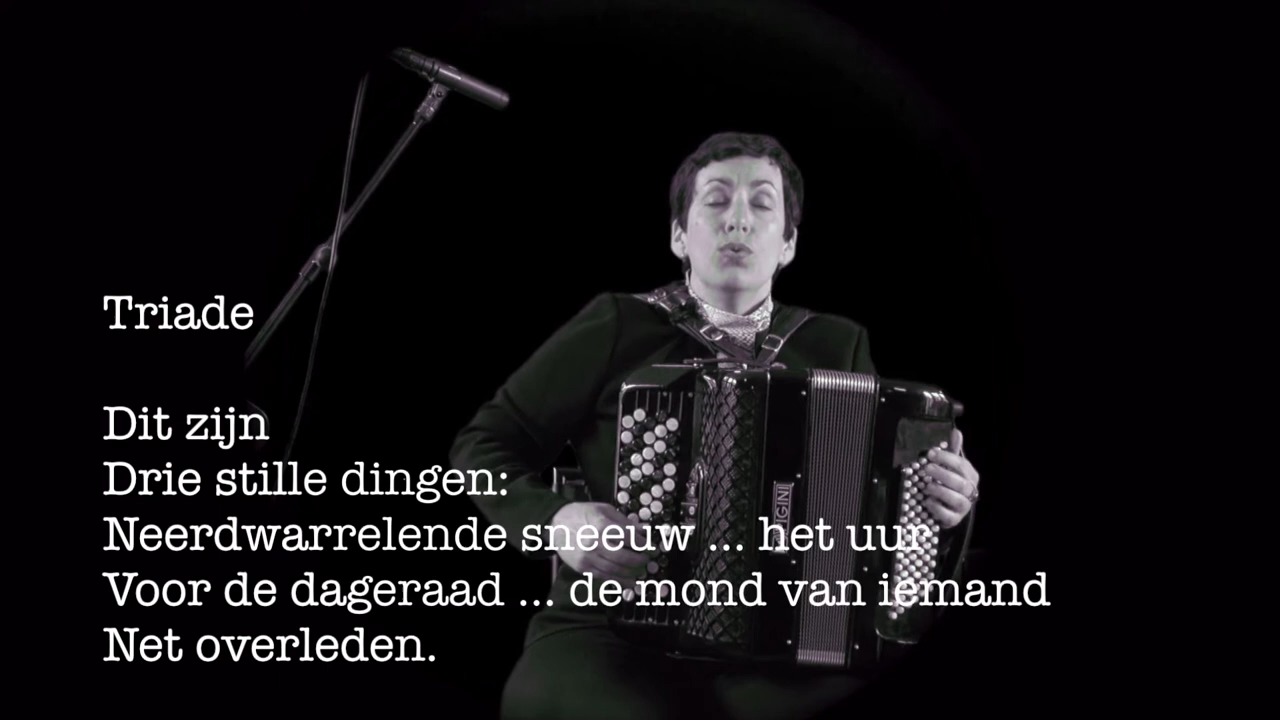 Triade
Dit zijn
Drie stille dingen:
Neerdwarrelende sneeuw ... het uur
Voor de dageraad ... de mond van iemand
Net overleden.